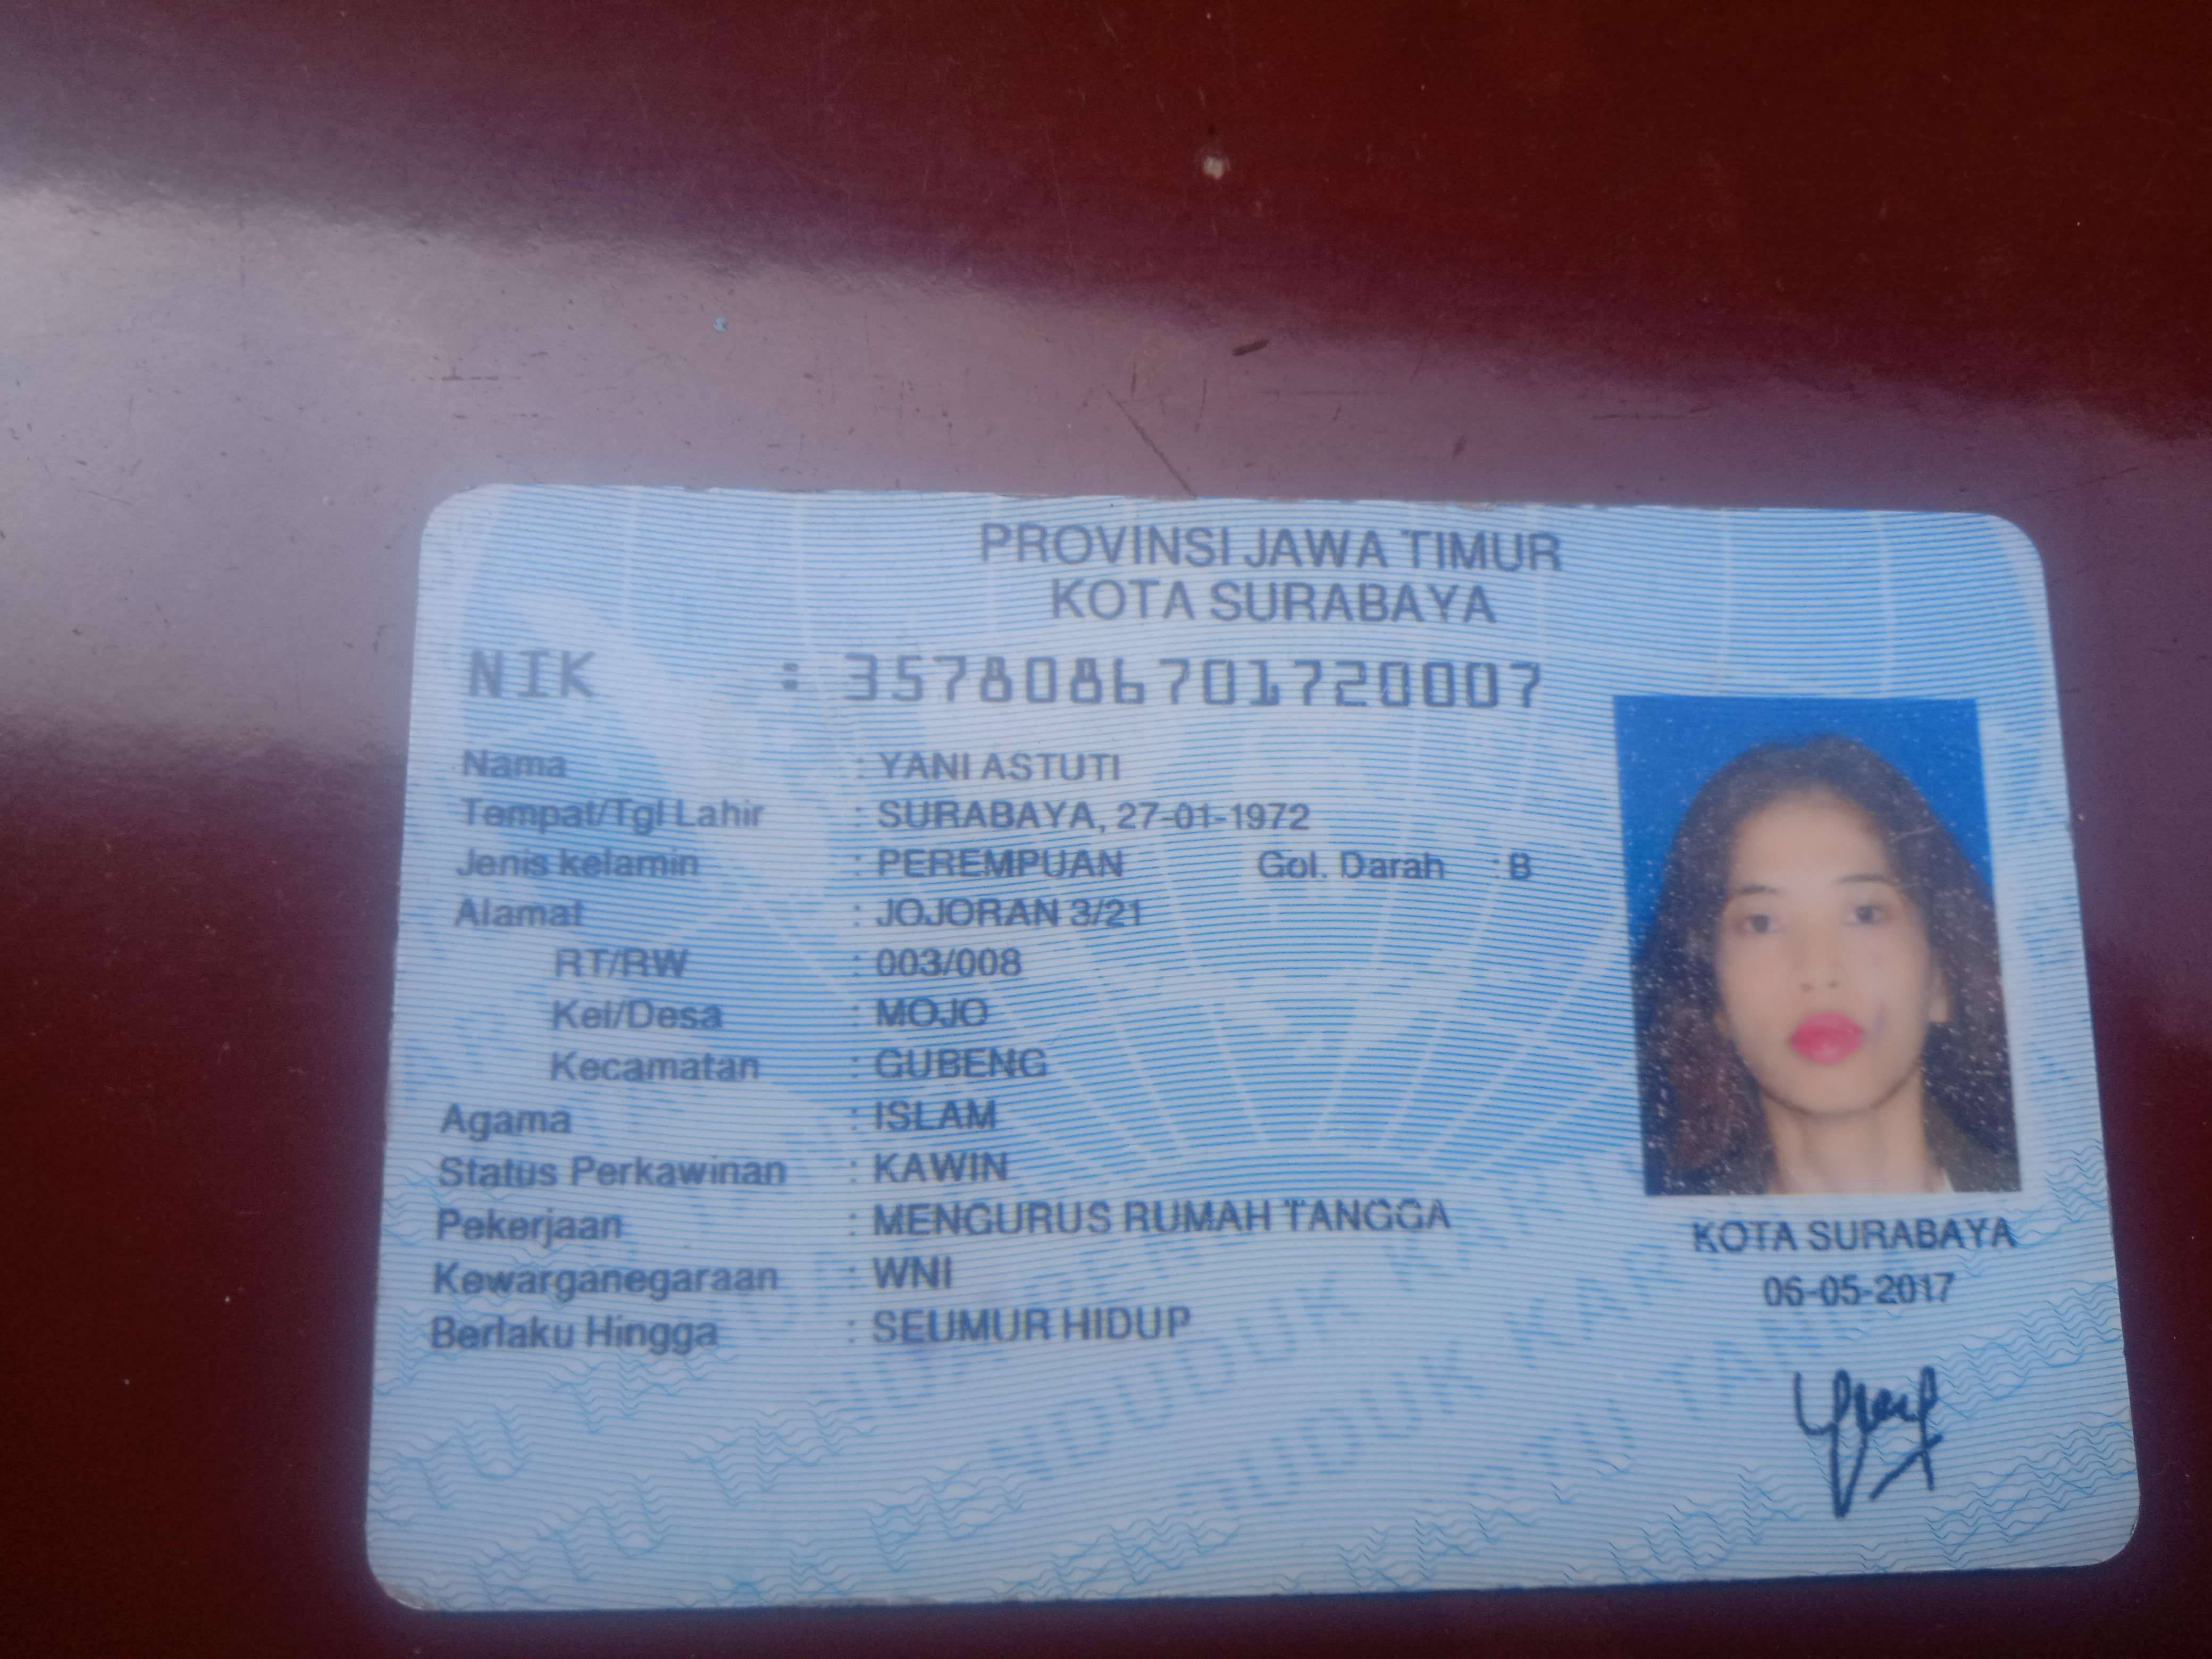 PROVINSI JAWA TIMUR
KOTA SURABAYA
NIK : 3578086701720007
Nama : YANI ASTUTI
Tempat/Tgl Lahir : SURABAYA, 27-01-1972
Jenis kelamin : PEREMPUAN Gol. Darah : B
Alamat : JOJORAN 3/21
RT/RW : 003/008
Kel/Desa : MOJO
Kecamatan : GUBENG
Agama : ISLAM
Status Perkawinan : KAWIN
Pekerjaan : MENGURUS RUMAH TANGGA
Kewarganegaraan : WNI
Berlaku Hingga : SEUMUR HIDUP
KOTA SURABAYA
06-05-2017